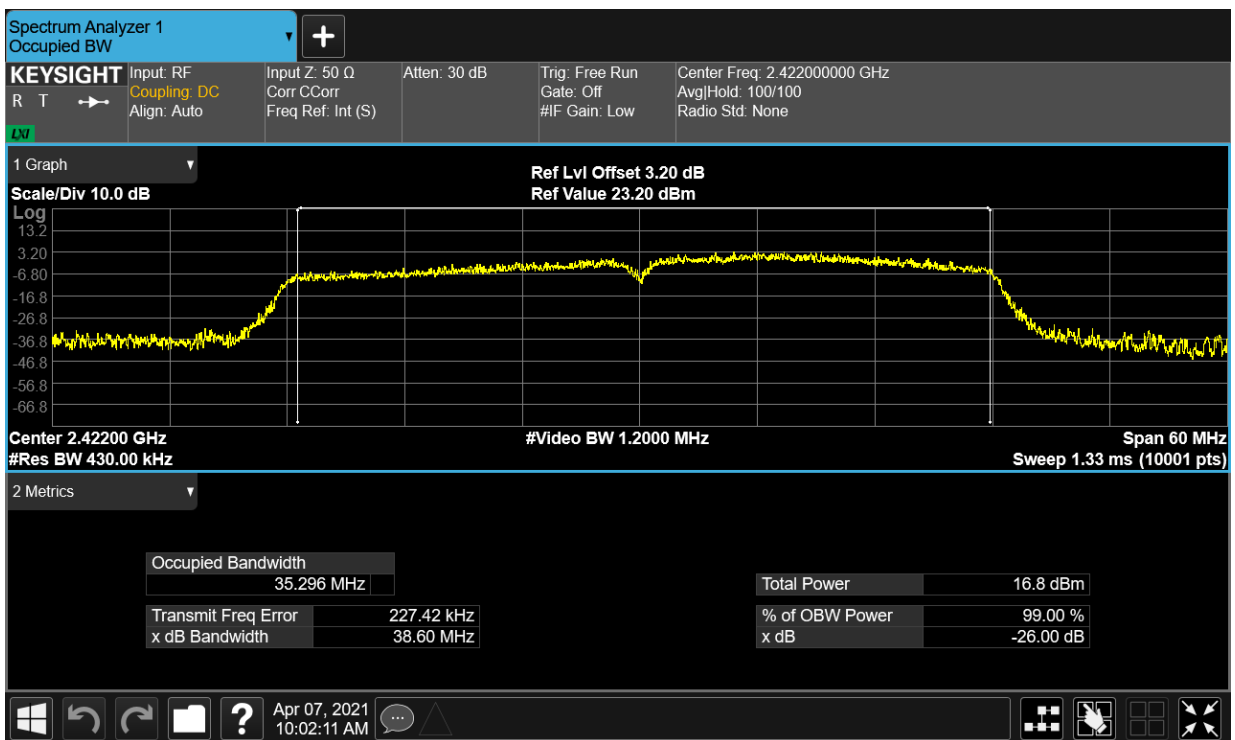 Spectrum Analyzer 1
Occupied BW
▼
+
KEYSIGHT
R T
LXI
Input: RF
Coupling: DC
Align: Auto
Input Z: 50 Ω
Corr CCorr
Freq Ref: Int (S)
Atten: 30 dB
Trig: Free Run
Gate: Off
#IF Gain: Low
Center Freq: 2.422000000 GHz
Avg|Hold: 100/100
Radio Std: None
1 Graph ▼
Scale/Div 10.0 dB
Ref Lvl Offset 3.20 dB
Ref Value 23.20 dBm
Log
13.2
3.20
-6.80
-16.8
-26.8
-36.8
-46.8
-56.8
-66.8
Center 2.42200 GHz
#Res BW 430.00 kHz
#Video BW 1.2000 MHz
Span 60 MHz
Sweep 1.33 ms (10001 pts)
2 Metrics ▼
Occupied Bandwidth
35.296 MHz
Transmit Freq Error 227.42 kHz
x dB Bandwidth 38.60 MHz
Total Power 16.8 dBm
% of OBW Power 99.00 %
x dB -26.00 dB
?
Apr 07, 2021
10:02:11 AM